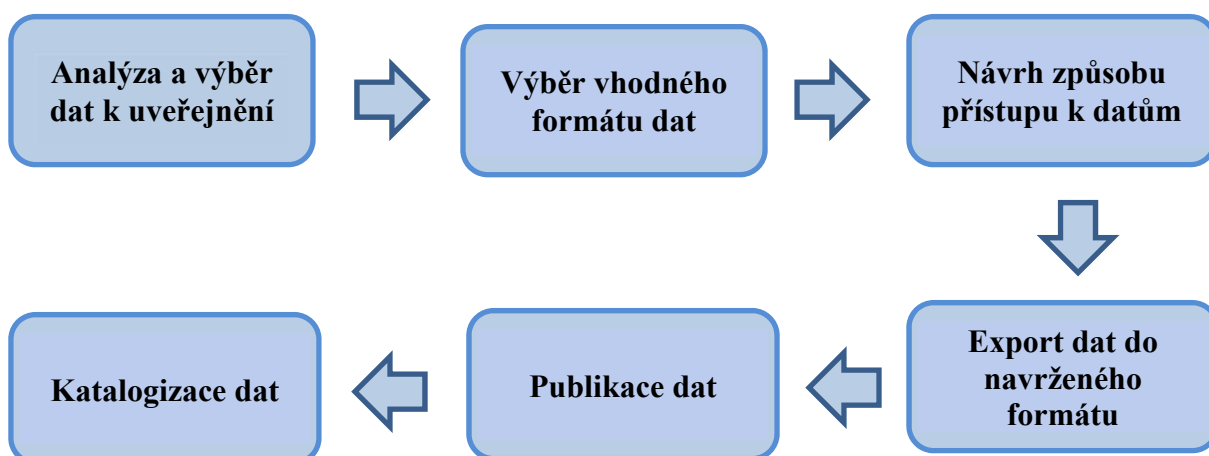 Analýza a výběr
dat k uveřejnění
Výběr vhodného
formátu dat
Návrh způsobu
přístupu k datům
Export dat do
navrženého
formátu
Publikace dat
Katalogizace dat